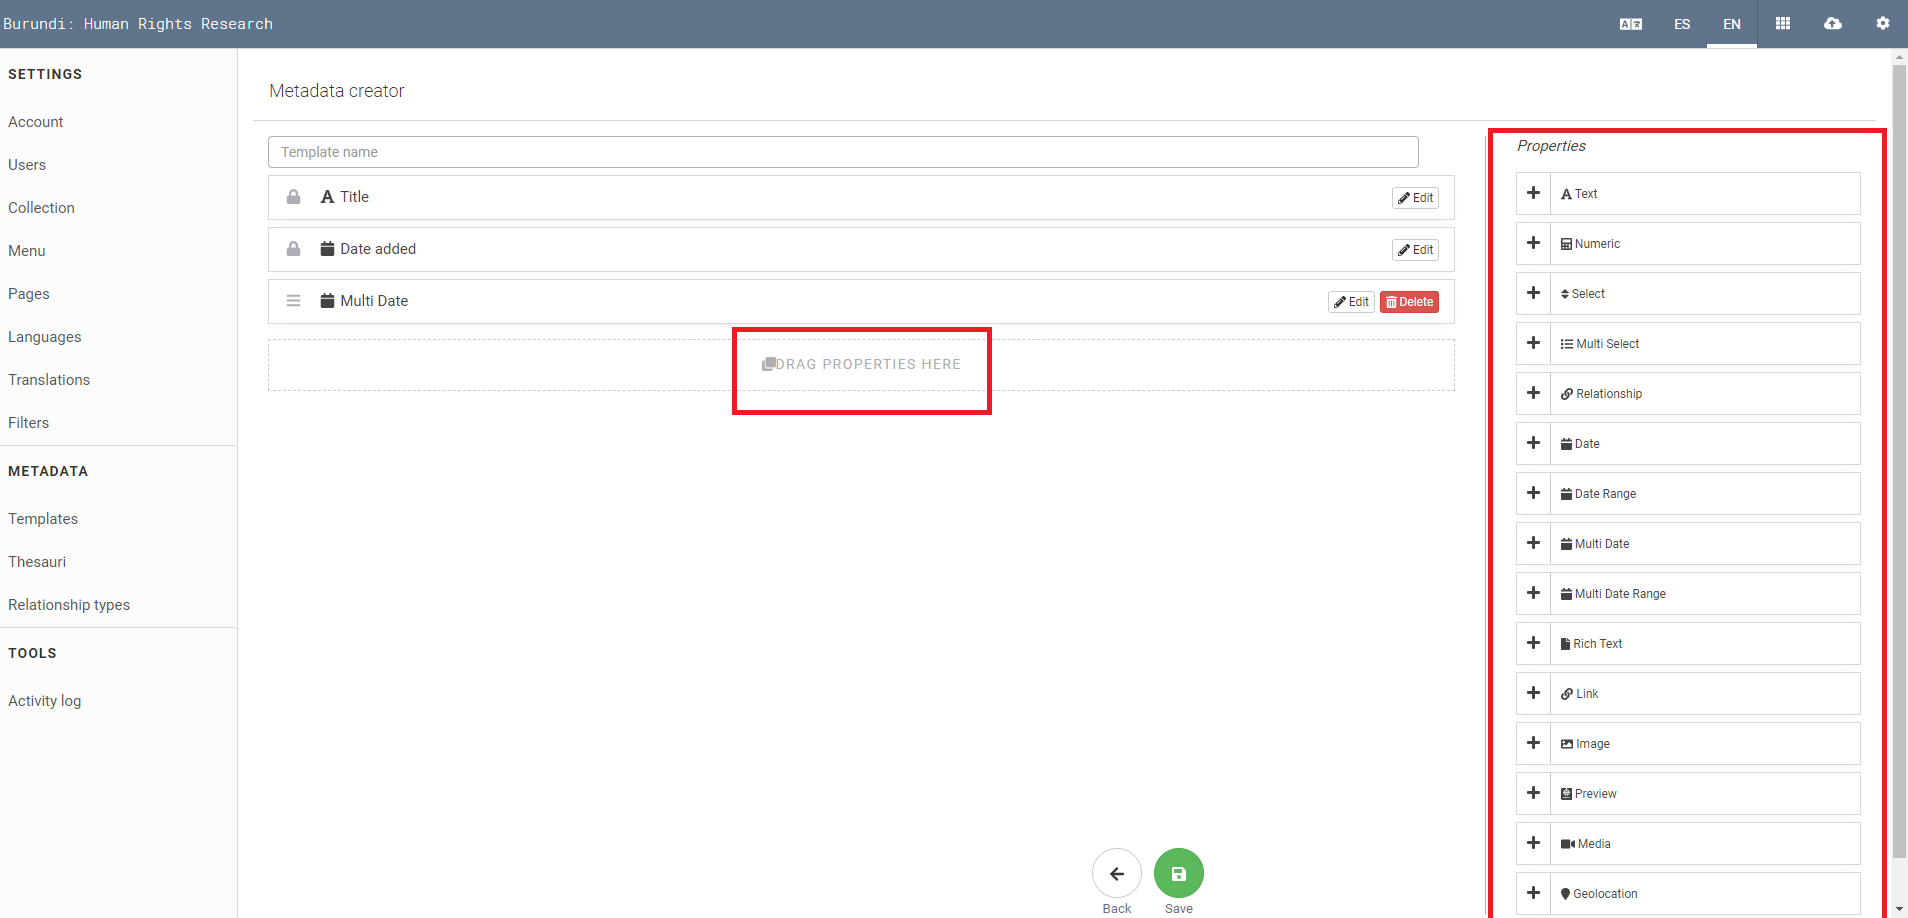 Burundi: Human Rights Research
ES
EN
SETTINGS
Account
Users
Collection
Menu
Pages
Languages
Translations
Filters
METADATA
Templates
Thesauri
Relationship types
TOOLS
Activity log
Metadata creator
Template name
Title
Edit
Date added
Edit
Multi Date
Edit
Delete
DRAG PROPERTIES HERE
Back
Save
Properties
Text
Numeric
Select
Multi Select
Relationship
Date
Date Range
Multi Date
Multi Date Range
Rich Text
Link
Image
Preview
Media
Geolocation